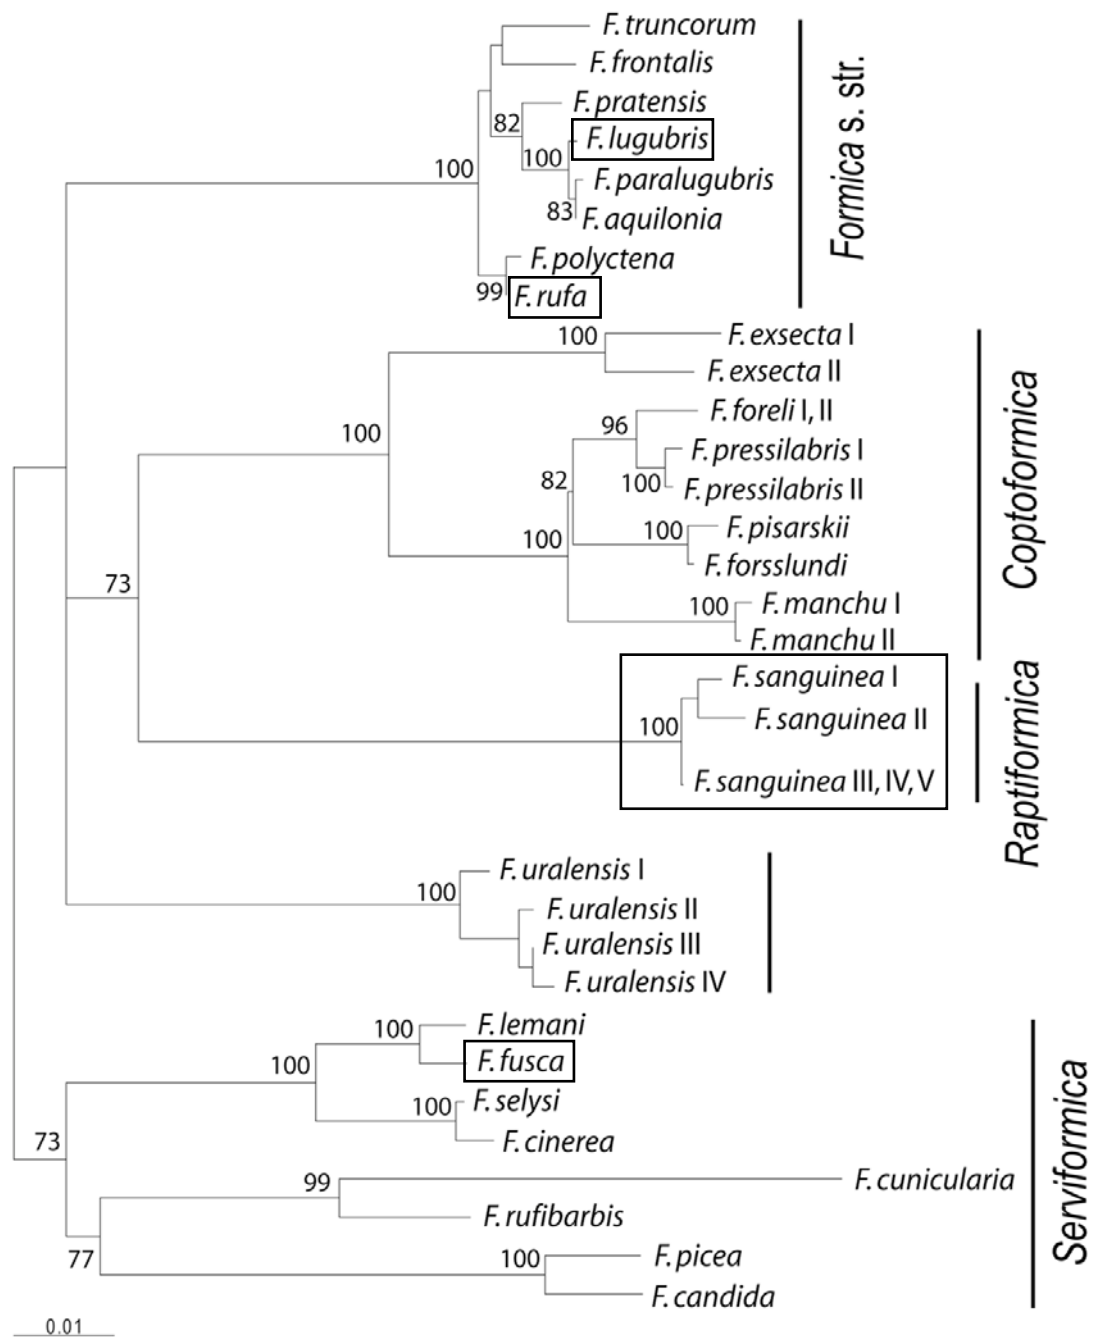 F. truncorum
F. frontalis
F. pratensis
82
F. lugubris
100
100
F. paralugubris
83
F. aquilonia
F. polyctena
99
F. rufa
Formica s. str.
F. exsecta I
100
F. exsecta II
F. foreli I, II
96
100
F. pressilabris I
82
100
F. pressilabris II
F. pisarskii
100
100
F. forsslundi
73
F. manchu I
100
F. manchu II
Coptoformica
F. sanguinea I
F. sanguinea II
100
F. sanguinea III, IV, V
Raptiformica
F. uralensis I
100
F. uralensis II
F. uralensis III
F. uralensis IV
F. lemani
100
F. fusca
100
F. selysi
100
F. cinerea
73
F. cunicularia
99
F. rufibarbis
77
F. picea
100
F. candida
Serviformica
0.01